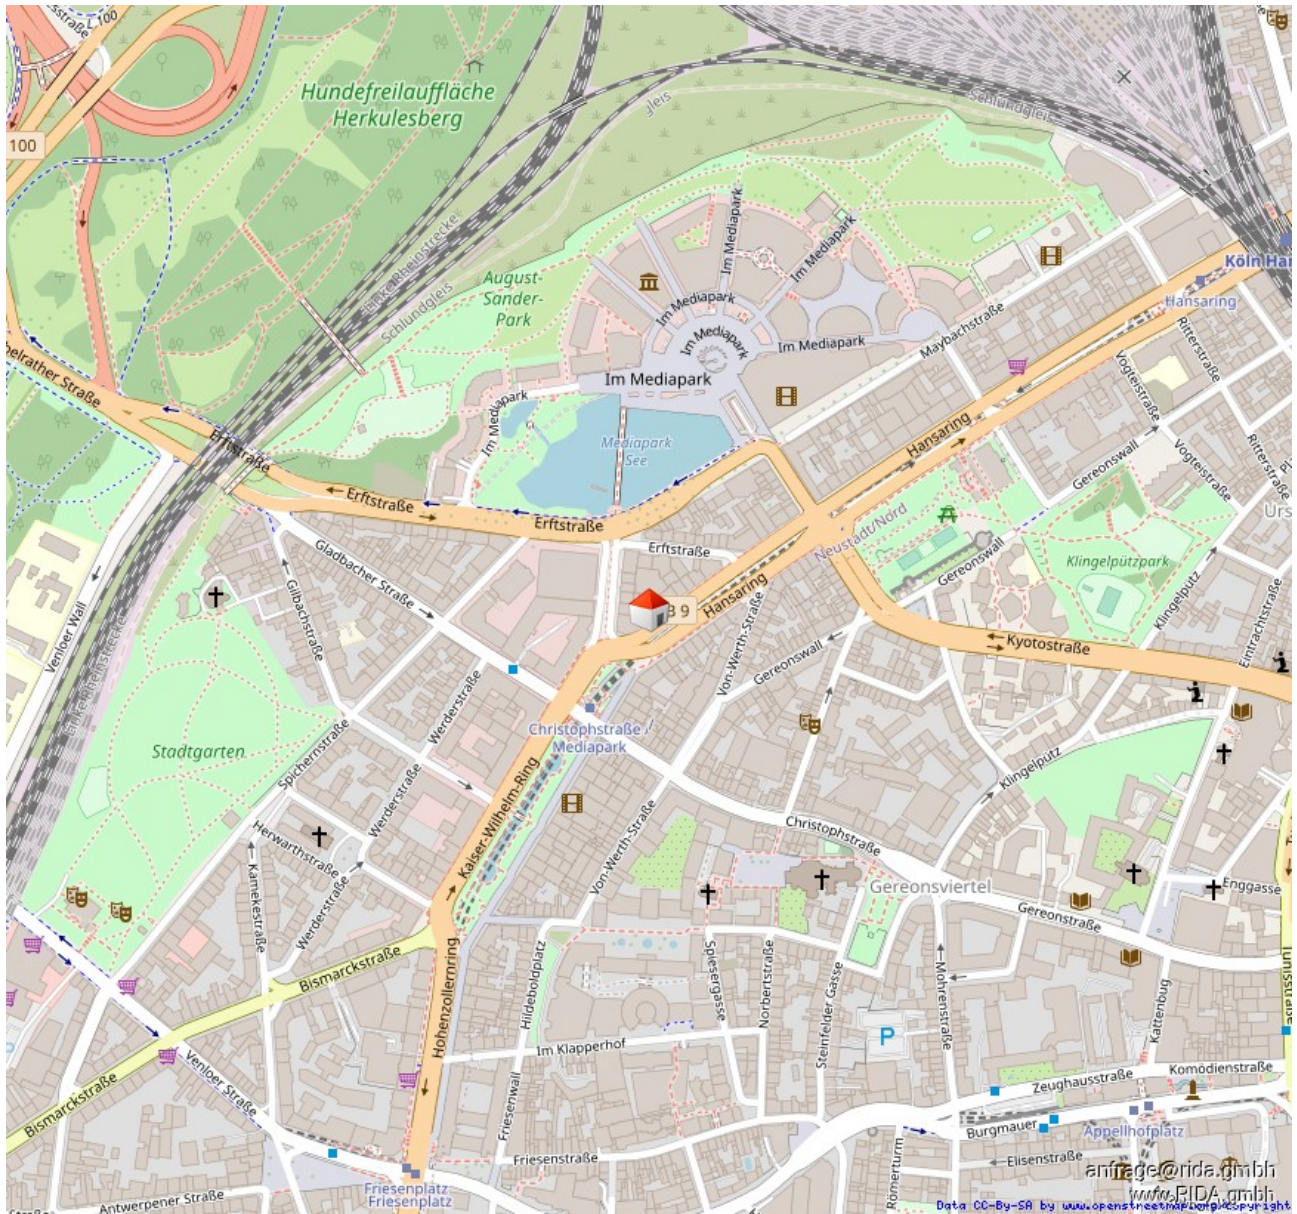 L 100
100
Hundefreilauffläche
Herkulesberg
gleis
Schlundgleis
Linke Rheinstrecke
Schlundgleis
August-
Sander-
Park
Im Mediapark
Im Mediapark
Im Mediapark
Im Mediapark
Im Mediapark
Im Mediapark
Im Mediapark
Maybachstraße
Köln Han
Hansaring
Ritterstraße
Vogteistraße
Hansaring
Gereonswall
Vogteistraße
Ritterstraße
Mediapark
See
belrather Straße
Erftstraße
Erftstraße
Erftstraße
Erftstraße
Neustadt/Nord
Klingelpützpark
Urs
Gladbacher Straße
Gilbachstraße
Hansaring
B 9
Gereonswall
Klingelpütz
Eintrachtstraße
Kyotostraße
Venloer Wall
Linke Rheinstrecke
Von-Werth-Straße
Gereonswall
Werderstraße
Christophstraße /
Mediapark
Stadtgarten
Spichernstraße
Klingelpütz
Werderstraße
Kaiser-Wilhelm-Ring
Christophstraße
Herwarthstraße
Von-Werth-Straße
Gereonsviertel
Enggasse
Kamekestraße
Werderstraße
Gereonstraße
Bismarckstraße
Hohenzollernring
Hildeboldplatz
Spiesergasse
Norbertstraße
Steinfelder Gasse
Mohrenstraße
Kattenbug
Tunisstraße
P
Im Klapperhof
Venloer Straße
Bismarckstraße
Friesenwall
Zeughausstraße
Komödienstraße
Burgmauer
Appellhofplatz
Friesenstraße
Römerturm
Elisenstraße
Friesenplatz
Friesenplatz
Antwerpener Straße
anfrage@rida.gmbh
www.RIDA.gmbh
Data CC-By-SA by www.openstreetmap.org/copyright